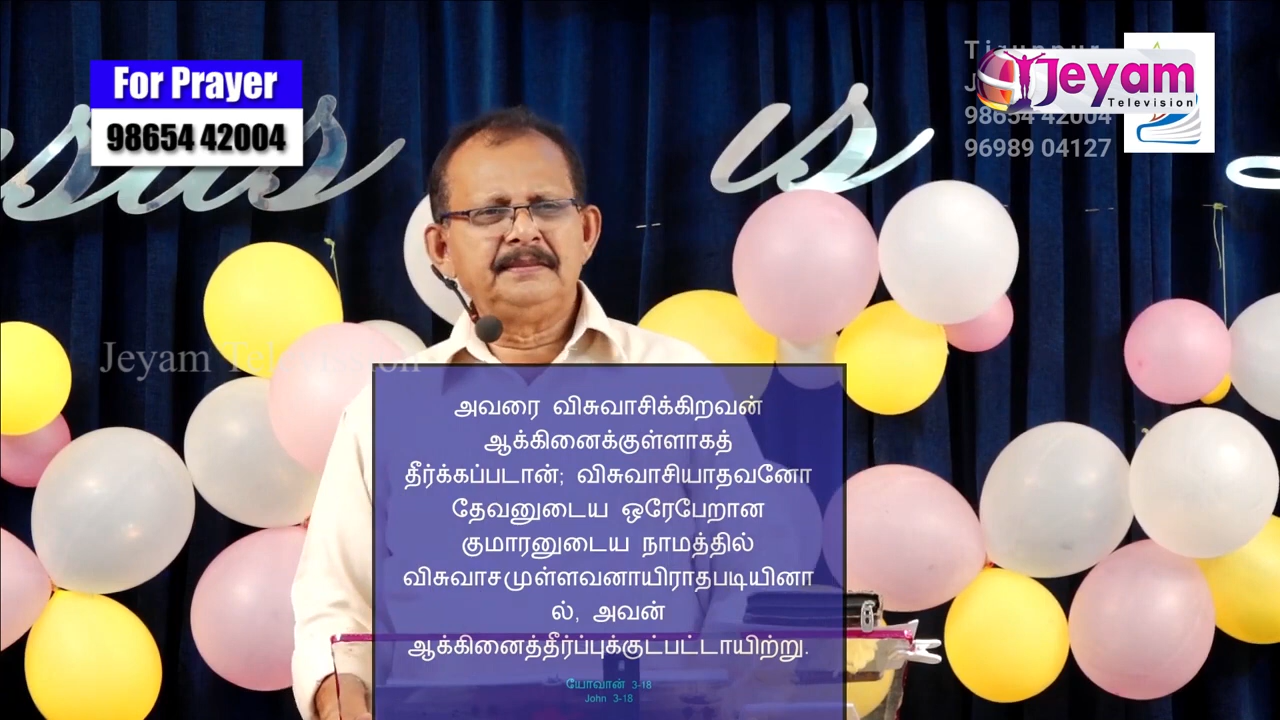 For Prayer
98654 42004
Jeyam
Television
98654 42004
96989 04127
is
Jeyam Television
அவரை விசுவாசிக்கிறவன்
ஆக்கினைக்குள்ளாகத்
தீர்க்கப்படான்; விசுவாசியாதவனோ
தேவனுடைய ஒரேபேறான
குமாரனுடைய நாமத்தில்
விசுவாசமுள்ளவனாயிராதபடியினா
ல், அவன்
ஆக்கினைத்தீர்ப்புக்குட்பட்டாயிற்று.
யோவான் 3-18
John 3-18